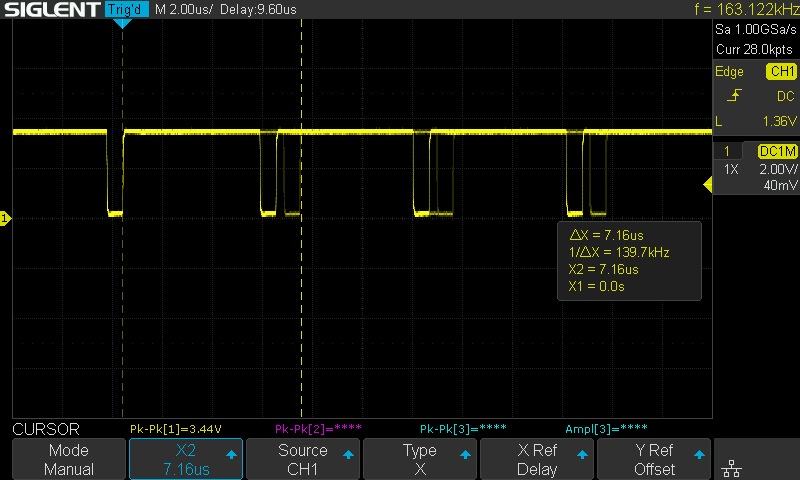 SIGLENT Trig'd M 2.00us/ Delay:9.60us f = 163.122kHz
Sa 1.00GSa/s
Curr 28.0kpts
Edge CH1
DC
L 1.36V
1 DC1M
1X 2.00V/
40mV
1
ΔX = 7.16us
1/ΔX = 139.7kHz
X2 = 7.16us
X1 = 0.0s
CURSOR Pk-Pk[1]=3.44V Pk-Pk[2]=**** Pk-Pk[3]=**** Ampl[3]=****
Mode X2 Source Type X Ref Y Ref
Manual 7.16us CH1 X Delay Offset